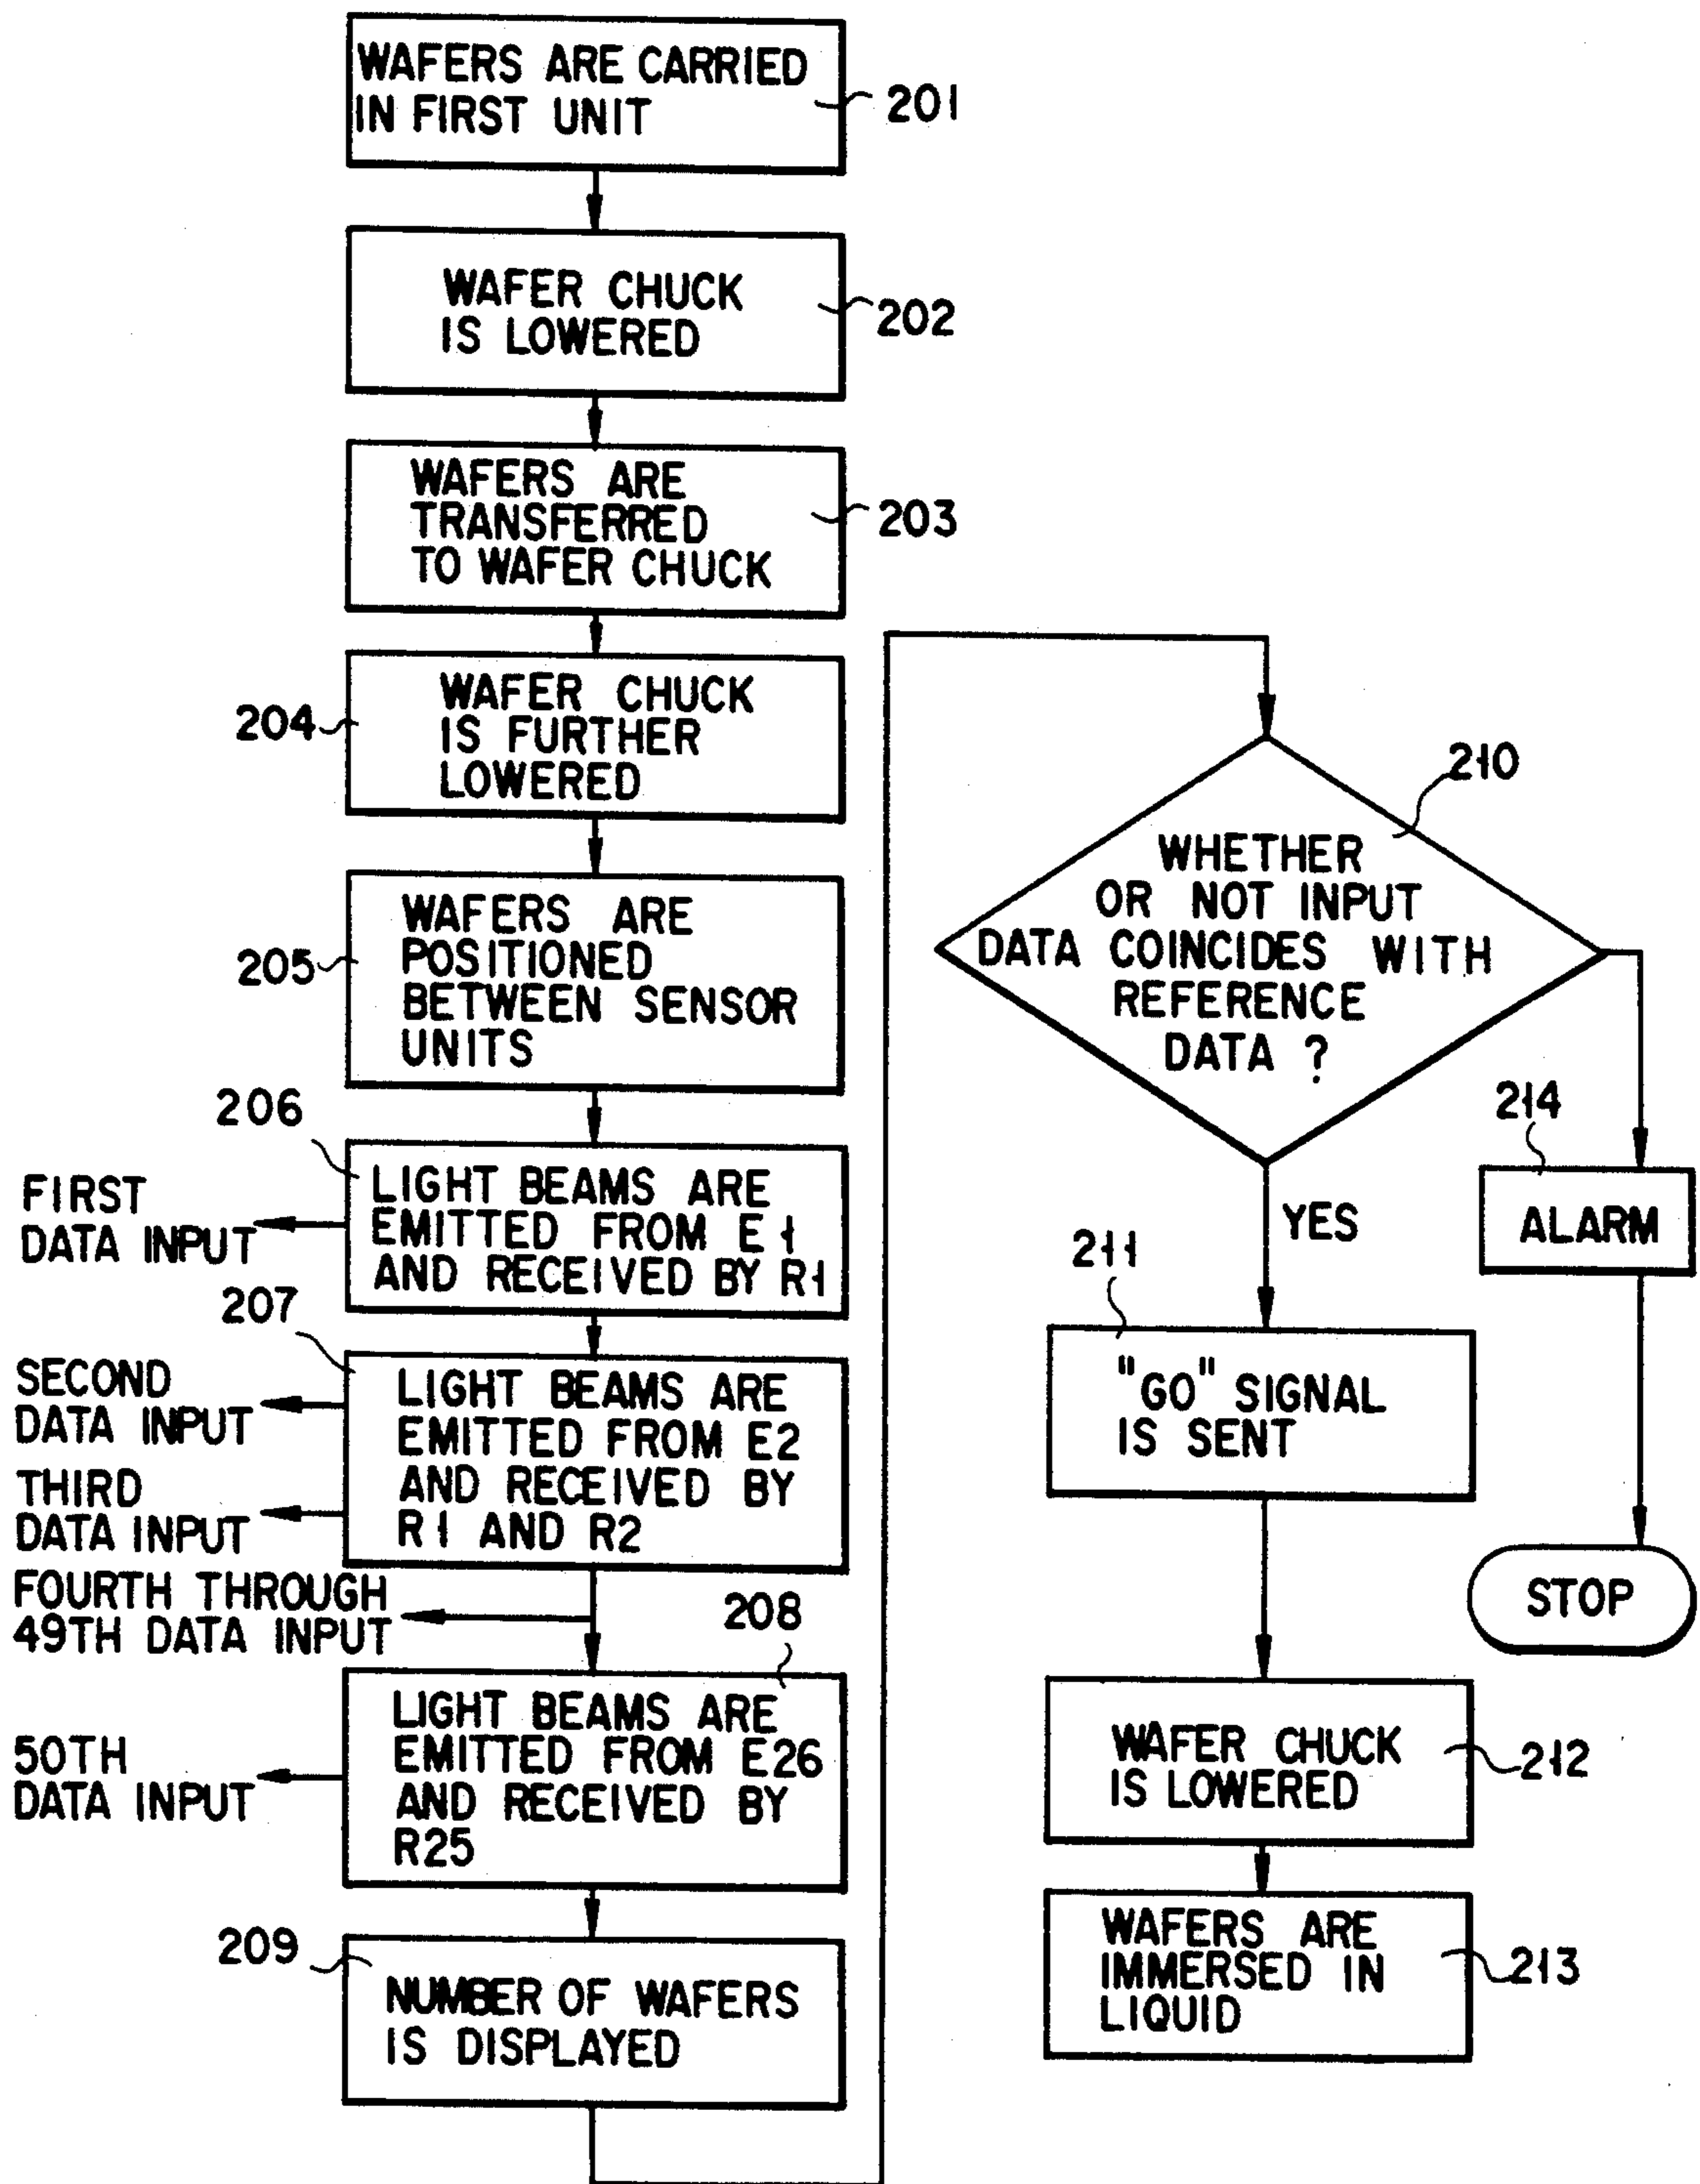 WAFERS ARE CARRIED
IN FIRST UNIT
201
WAFER CHUCK
IS LOWERED
202
WAFERS ARE
TRANSFERRED
TO WAFER CHUCK
203
WAFER CHUCK
IS FURTHER
LOWERED
204
WAFERS ARE
POSITIONED
BETWEEN SENSOR
UNITS
205
206
LIGHT BEAMS ARE
EMITTED FROM E1
AND RECEIVED BY R1
FIRST
DATA INPUT
207
LIGHT BEAMS ARE
EMITTED FROM E2
AND RECEIVED BY
R1 AND R2
SECOND
DATA INPUT
THIRD
DATA INPUT
FOURTH THROUGH
49TH DATA INPUT
208
LIGHT BEAMS ARE
EMITTED FROM E26
AND RECEIVED BY
R25
50TH
DATA INPUT
209
NUMBER OF WAFERS
IS DISPLAYED
210
WHETHER
OR NOT INPUT
DATA COINCIDES WITH
REFERENCE
DATA ?
YES
214
ALARM
STOP
211
"GO" SIGNAL
IS SENT
WAFER CHUCK
IS LOWERED
212
WAFERS ARE
IMMERSED IN
LIQUID
213